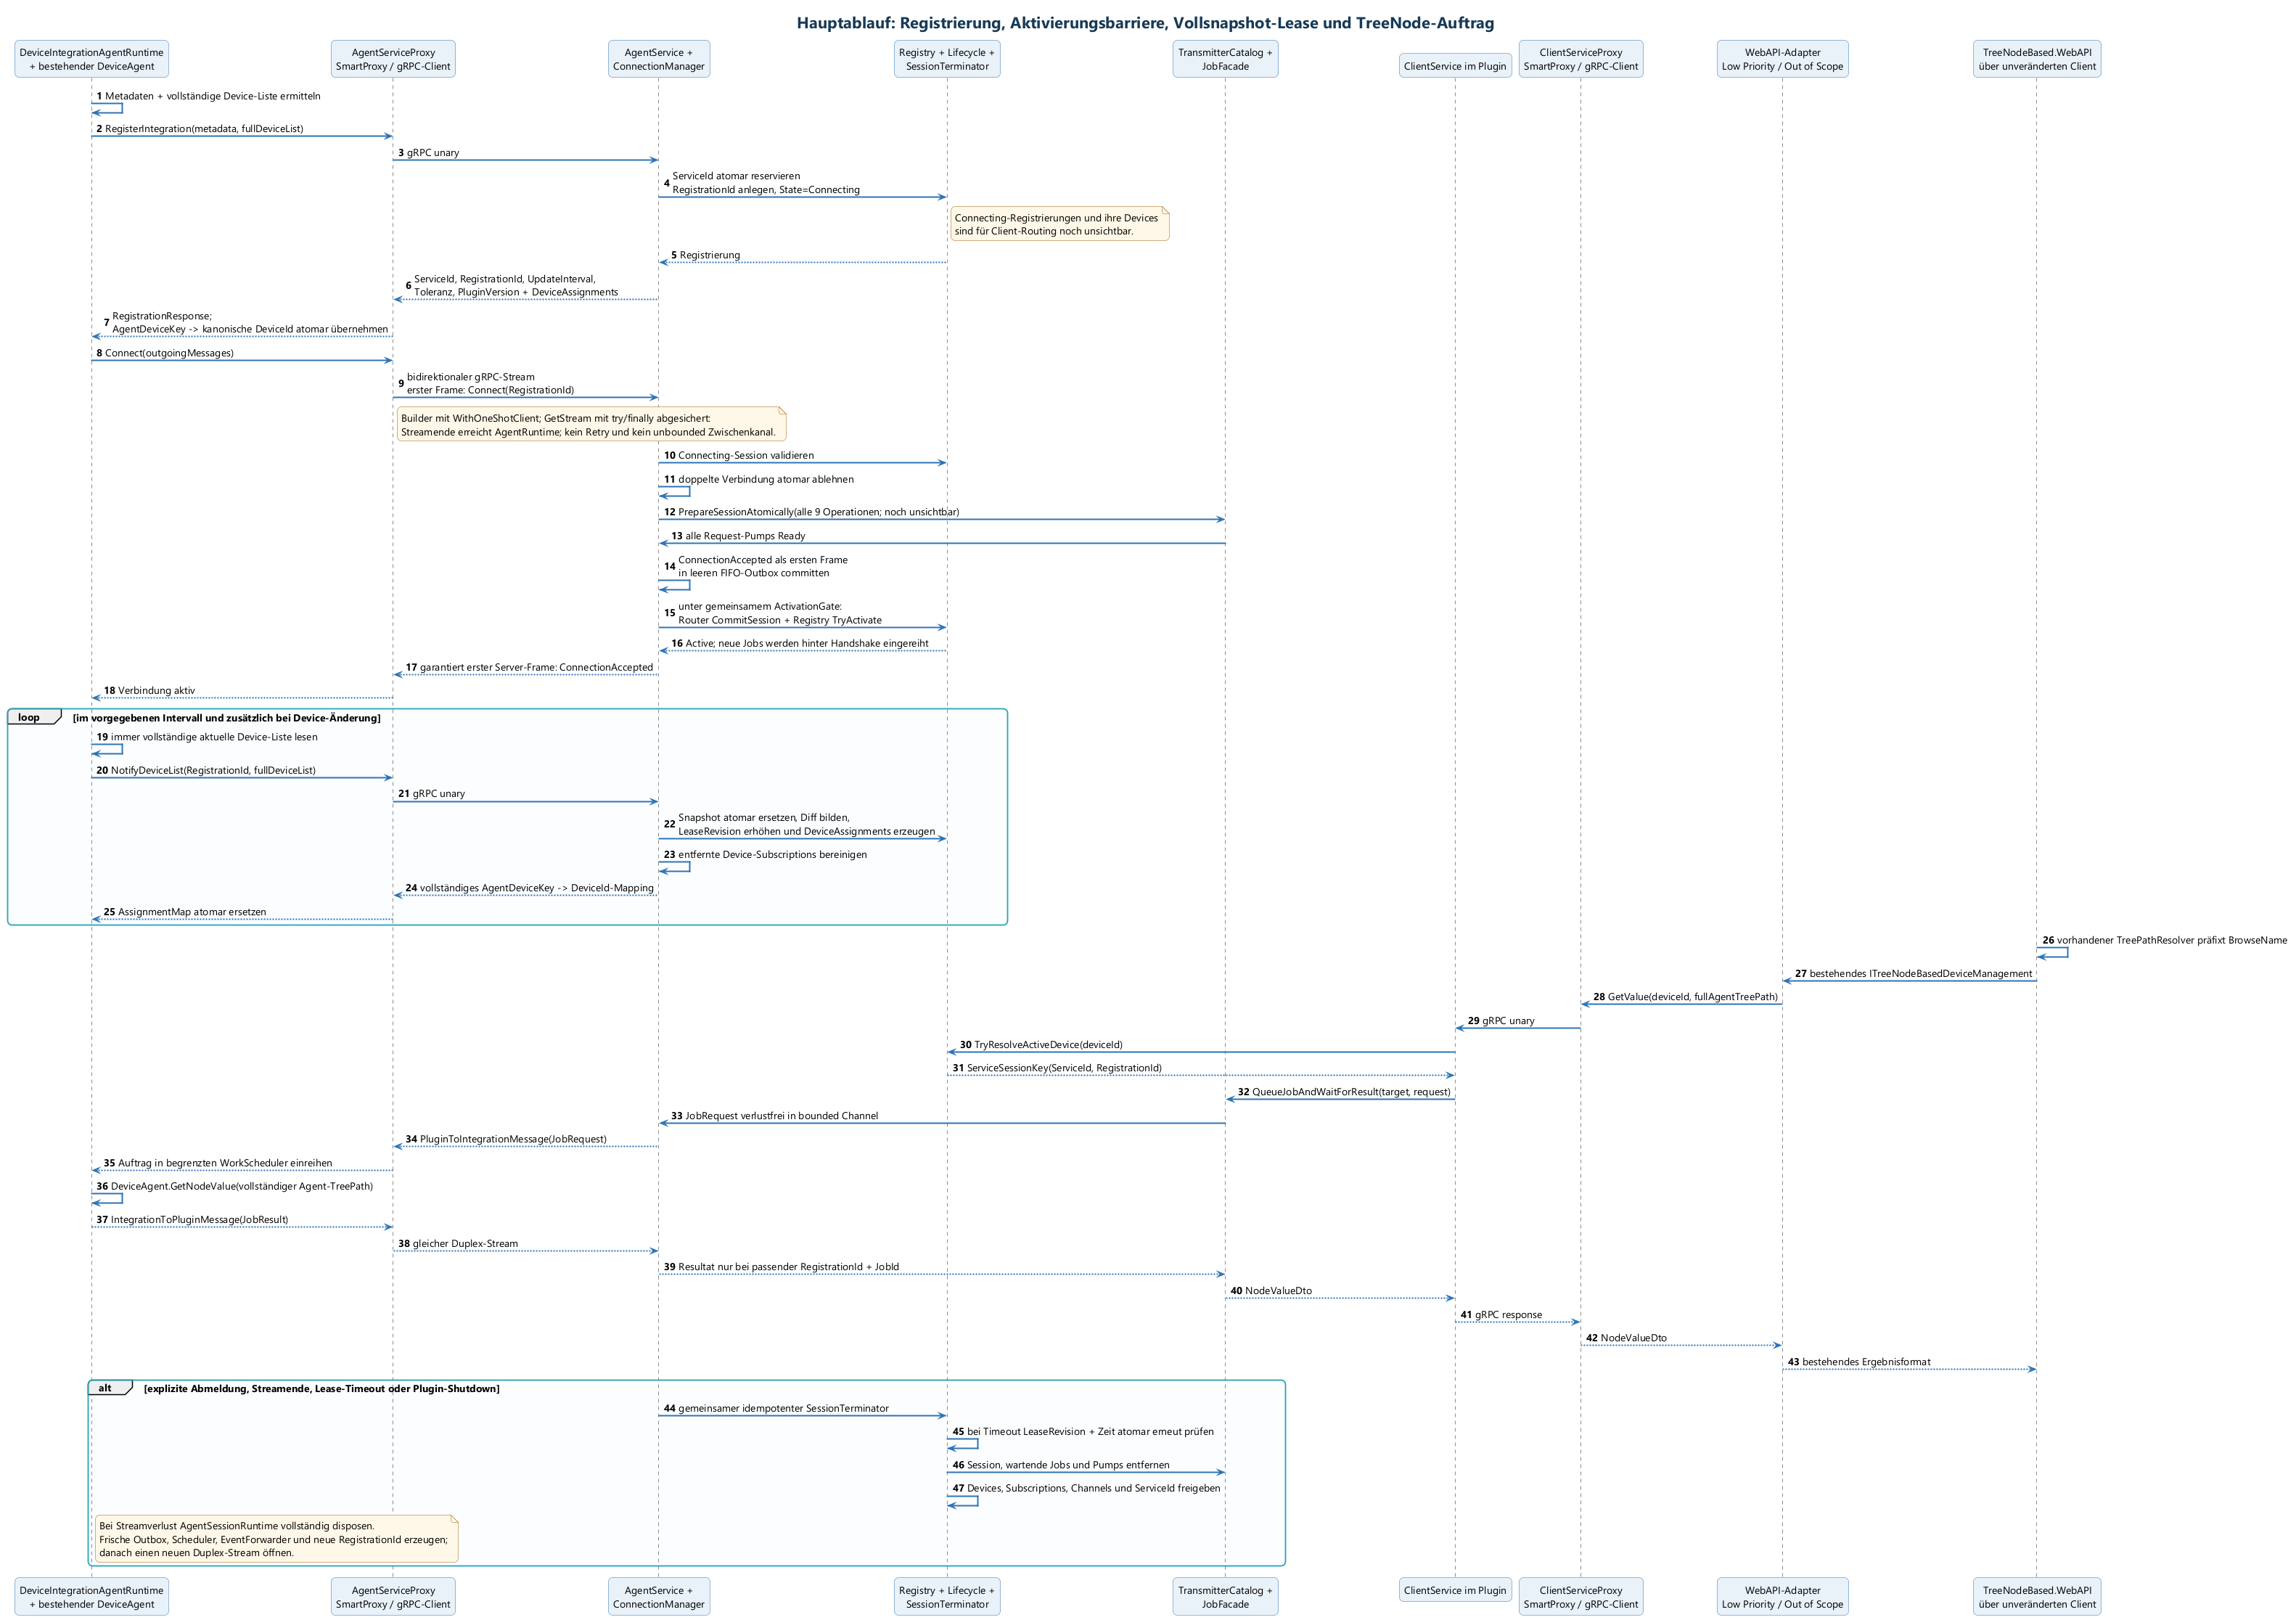 Hauptablauf: Registrierung, Aktivierungsbarriere, Vollsnapshot-Lease und TreeNode-Auftrag
DeviceIntegrationAgentRuntime
+ bestehender DeviceAgent
AgentServiceProxy
SmartProxy / gRPC-Client
AgentService +
ConnectionManager
Registry + Lifecycle +
SessionTerminator
TransmitterCatalog +
JobFacade
ClientService im Plugin
ClientServiceProxy
SmartProxy / gRPC-Client
WebAPI-Adapter
Low Priority / Out of Scope
TreeNodeBased.WebAPI
über unveränderten Client
1 Metadaten + vollständige Device-Liste ermitteln
2 RegisterIntegration(metadata, fullDeviceList)
3 gRPC unary
4 ServiceId atomar reservieren
RegistrationId anlegen, State=Connecting
Connecting-Registrierungen und ihre Devices
sind für Client-Routing noch unsichtbar.
5 Registrierung
6 ServiceId, RegistrationId, UpdateInterval,
Toleranz, PluginVersion + DeviceAssignments
7 RegistrationResponse;
AgentDeviceKey -> kanonische DeviceId atomar übernehmen
8 Connect(outgoingMessages)
9 bidirektionaler gRPC-Stream
erster Frame: Connect(RegistrationId)
Builder mit WithOneShotClient; GetStream mit try/finally abgesichert:
Streamende erreicht AgentRuntime; kein Retry und kein unbounded Zwischenkanal.
10 Connecting-Session validieren
11 doppelte Verbindung atomar ablehnen
12 PrepareSessionAtomically(alle 9 Operationen; noch unsichtbar)
13 alle Request-Pumps Ready
14 ConnectionAccepted als ersten Frame
in leeren FIFO-Outbox committen
15 unter gemeinsamem ActivationGate:
Router CommitSession + Registry TryActivate
16 Active; neue Jobs werden hinter Handshake eingereiht
17 garantiert erster Server-Frame: ConnectionAccepted
18 Verbindung aktiv
loop [im vorgegebenen Intervall und zusätzlich bei Device-Änderung]
19 immer vollständige aktuelle Device-Liste lesen
20 NotifyDeviceList(RegistrationId, fullDeviceList)
21 gRPC unary
22 Snapshot atomar ersetzen, Diff bilden,
LeaseRevision erhöhen und DeviceAssignments erzeugen
23 entfernte Device-Subscriptions bereinigen
24 vollständiges AgentDeviceKey -> DeviceId-Mapping
25 AssignmentMap atomar ersetzen
26 vorhandener TreePathResolver präfixt BrowseName
27 bestehendes ITreeNodeBasedDeviceManagement
28 GetValue(deviceId, fullAgentTreePath)
29 gRPC unary
30 TryResolveActiveDevice(deviceId)
31 ServiceSessionKey(ServiceId, RegistrationId)
32 QueueJobAndWaitForResult(target, request)
33 JobRequest verlustfrei in bounded Channel
34 PluginToIntegrationMessage(JobRequest)
35 Auftrag in begrenzten WorkScheduler einreihen
36 DeviceAgent.GetNodeValue(vollständiger Agent-TreePath)
37 IntegrationToPluginMessage(JobResult)
38 gleicher Duplex-Stream
39 Resultat nur bei passender RegistrationId + JobId
40 NodeValueDto
41 gRPC response
42 NodeValueDto
43 bestehendes Ergebnisformat
alt [explizite Abmeldung, Streamende, Lease-Timeout oder Plugin-Shutdown]
44 gemeinsamer idempotenter SessionTerminator
45 bei Timeout LeaseRevision + Zeit atomar erneut prüfen
46 Session, wartende Jobs und Pumps entfernen
47 Devices, Subscriptions, Channels und ServiceId freigeben
Bei Streamverlust AgentSessionRuntime vollständig disposen.
Frische Outbox, Scheduler, EventForwarder und neue RegistrationId erzeugen;
danach einen neuen Duplex-Stream öffnen.
DeviceIntegrationAgentRuntime
+ bestehender DeviceAgent
AgentServiceProxy
SmartProxy / gRPC-Client
AgentService +
ConnectionManager
Registry + Lifecycle +
SessionTerminator
TransmitterCatalog +
JobFacade
ClientService im Plugin
ClientServiceProxy
SmartProxy / gRPC-Client
WebAPI-Adapter
Low Priority / Out of Scope
TreeNodeBased.WebAPI
über unveränderten Client